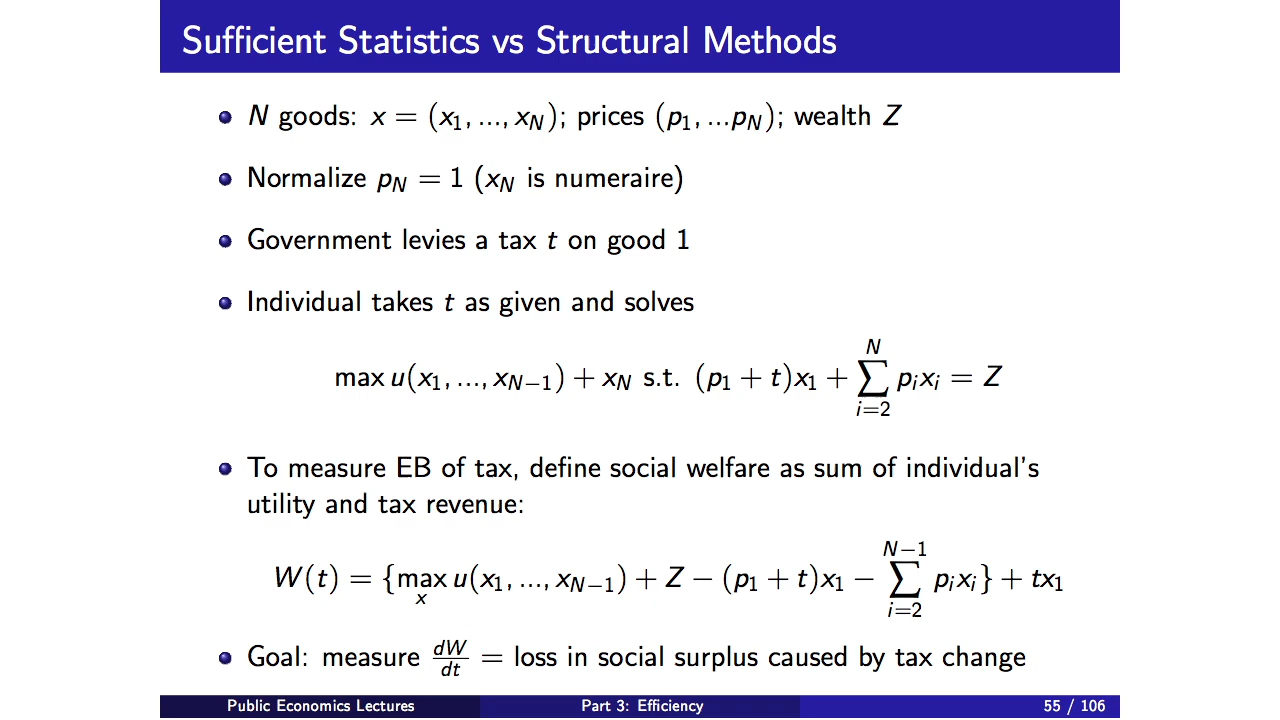 Sufficient Statistics vs Structural Methods
N goods: x = (x₁, ..., x_N); prices (p₁, ...p_N); wealth Z
Normalize p_N = 1 (x_N is numeraire)
Government levies a tax t on good 1
Individual takes t as given and solves
max u(x₁, ..., x_{N−1}) + x_N s.t. (p₁ + t)x₁ + ∑_{i=2}^{N} p_i x_i = Z
To measure EB of tax, define social welfare as sum of individual's
utility and tax revenue:
W(t) = {max_x u(x₁, ..., x_{N−1}) + Z − (p₁ + t)x₁ − ∑_{i=2}^{N−1} p_i x_i} + tx₁
Goal: measure dW/dt = loss in social surplus caused by tax change
Public Economics Lectures Part 3: Efficiency 55 / 106